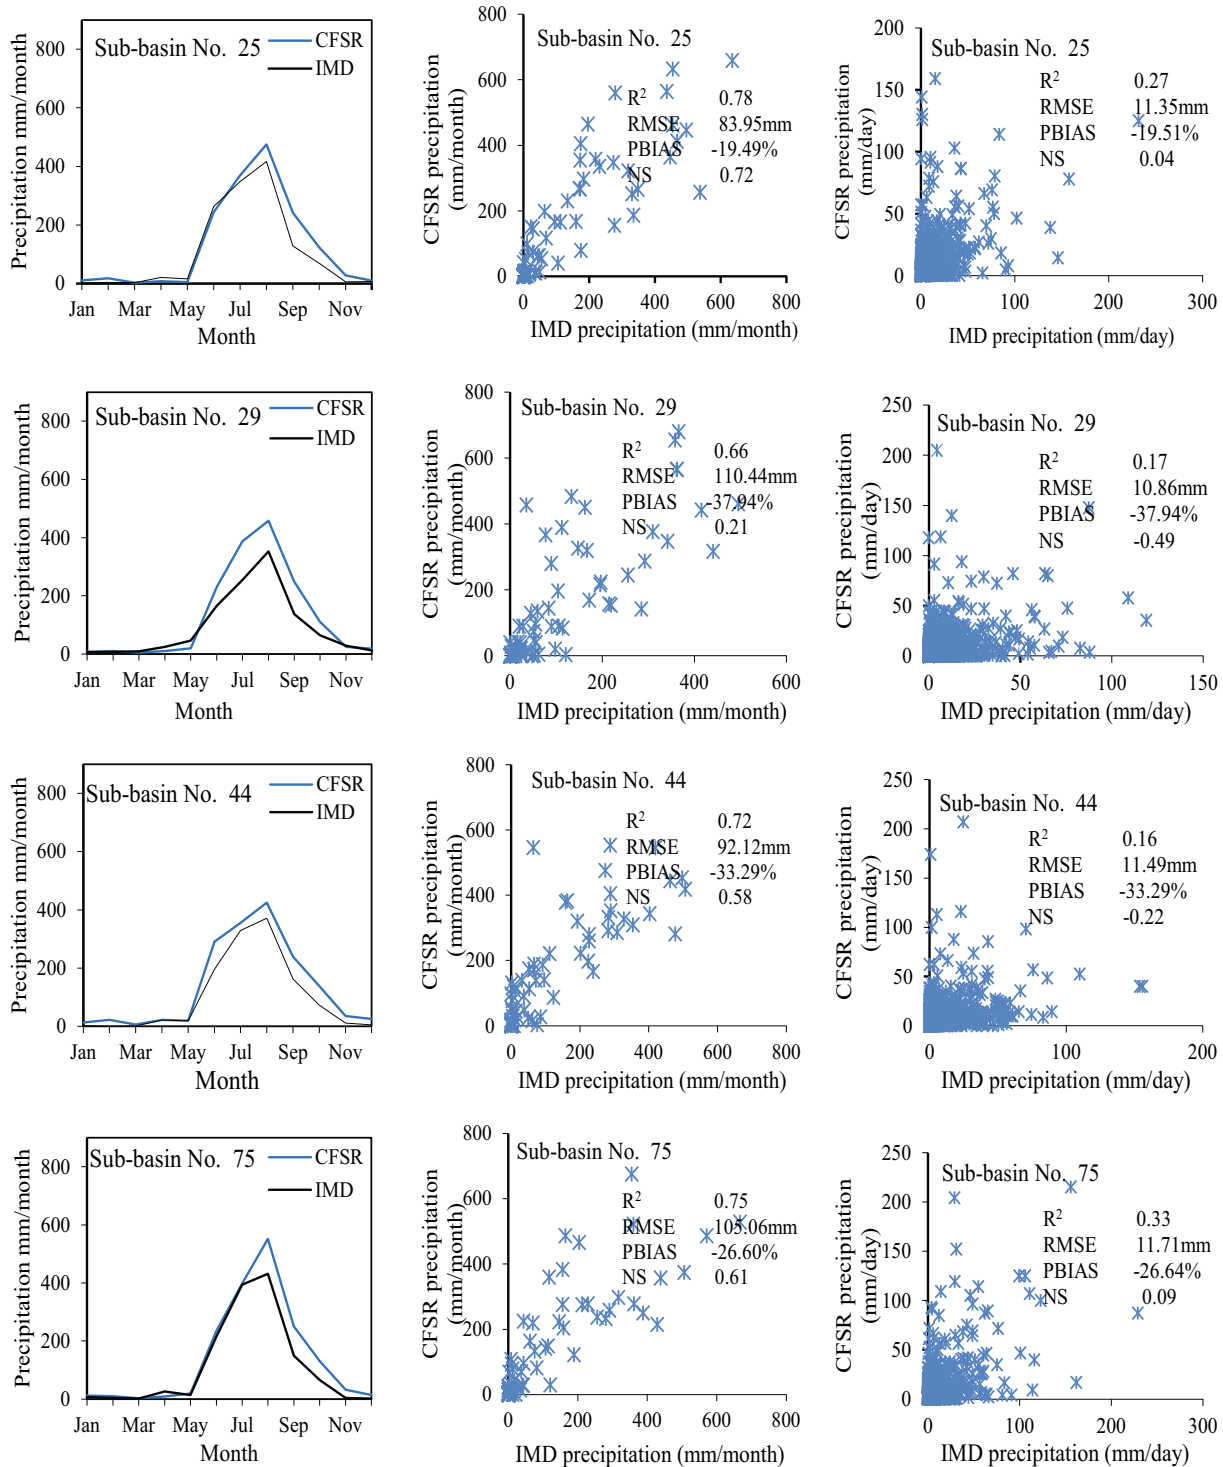 Sub-basin No. 25
CFSR
IMD
800
600
400
200
0
Jan Mar May Jul Sep Nov
Month
Precipitation mm/month
Sub-basin No. 25
R² 0.78
RMSE 83.95mm
PBIAS -19.49%
NS 0.72
800
600
400
200
0
0 200 400 600 800
IMD precipitation (mm/month)
CFSR precipitation
(mm/month)
Sub-basin No. 25
R² 0.27
RMSE 11.35mm
PBIAS -19.51%
NS 0.04
200
150
100
50
0
0 100 200 300
IMD precipitation (mm/day)
CFSR precipitation
(mm/day)
Sub-basin No. 29
CFSR
IMD
800
600
400
200
0
Jan Mar May Jul Sep Nov
Month
Precipitation mm/month
Sub-basin No. 29
R² 0.66
RMSE 110.44mm
PBIAS -37.94%
NS 0.21
800
600
400
200
0
0 200 400 600
IMD precipitation (mm/month)
CFSR precipitation
(mm/month)
Sub-basin No. 29
R² 0.17
RMSE 10.86mm
PBIAS -37.94%
NS -0.49
250
200
150
100
50
0
0 50 100 150
IMD precipitation (mm/day)
CFSR precipitation
(mm/day)
Sub-basin No. 44
CFSR
IMD
800
600
400
200
0
Jan Mar May Jul Sep Nov
Month
Precipitation mm/month
Sub-basin No. 44
R² 0.72
RMSE 92.12mm
PBIAS -33.29%
NS 0.58
800
600
400
200
0
0 200 400 600 800
IMD precipitation (mm/month)
CFSR precipitation
(mm/month)
Sub-basin No. 44
R² 0.16
RMSE 11.49mm
PBIAS -33.29%
NS -0.22
250
200
150
100
50
0
0 100 200
IMD precipitation (mm/day)
CFSR precipitation
(mm/day)
Sub-basin No. 75
CFSR
IMD
800
600
400
200
0
Jan Mar May Jul Sep Nov
Month
Precipitation mm/month
Sub-basin No. 75
R² 0.75
RMSE 105.06mm
PBIAS -26.60%
NS 0.61
800
600
400
200
0
0 200 400 600 800
IMD precipitation (mm/month)
CFSR precipitation
(mm/month)
Sub-basin No. 75
R² 0.33
RMSE 11.71mm
PBIAS -26.64%
NS 0.09
250
200
150
100
50
0
0 100 200 300
IMD precipitation (mm/day)
CFSR precipitation
(mm/day)